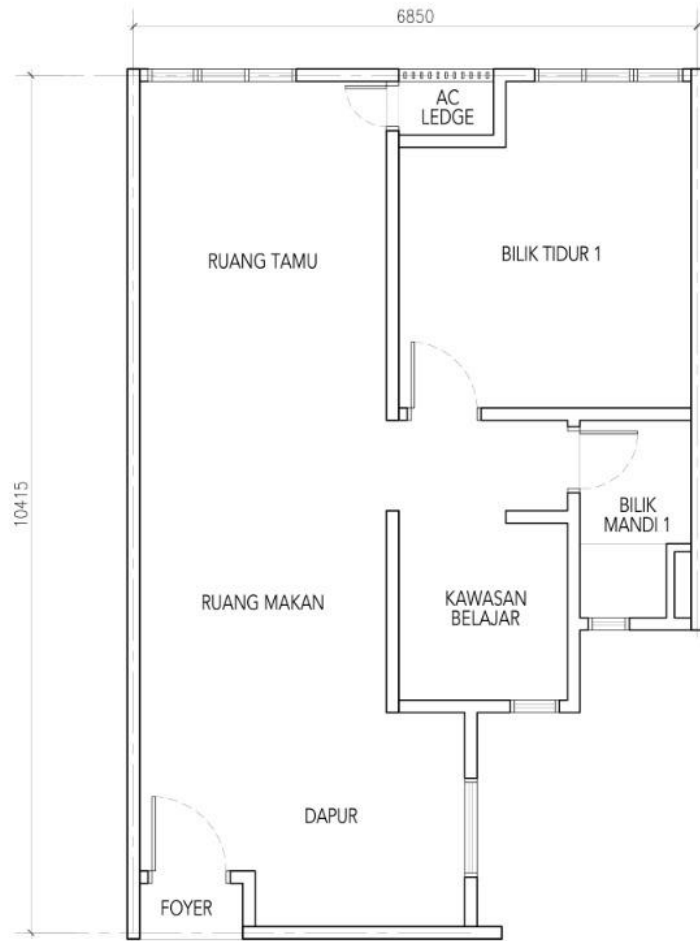 6850
AC
LEDGE
RUANG TAMU
BILIK TIDUR 1
10415
BILIK
MANDI 1
RUANG MAKAN
KAWASAN
BELAJAR
DAPUR
FOYER